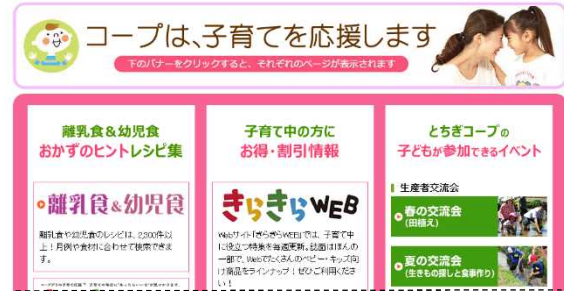 コープは、子育てを応援します
下のバナーをクリックすると、それぞれのページが表示されます
離乳食＆幼児食
おかずのヒントレシピ集
離乳食&幼児食
離乳食や幼児食のレシピは、2,900件以
上！月例や食材に合わせて検索できま
す。
子育て中の方に
お得・割引情報
きらきらWEB
Webサイト「きらきらWEB」では、子育て中
に役立つ特集を毎週更新。誌面はほんの
一部で、Webでたくさんのベビー・キッズ向
け商品をラインナップ！ぜひご利用くださ
い！
とちぎコープの
子どもが参加できるイベント
生産者交流会
春の交流会
(田植え)
夏の交流会
(生きもの探しと食事作り)